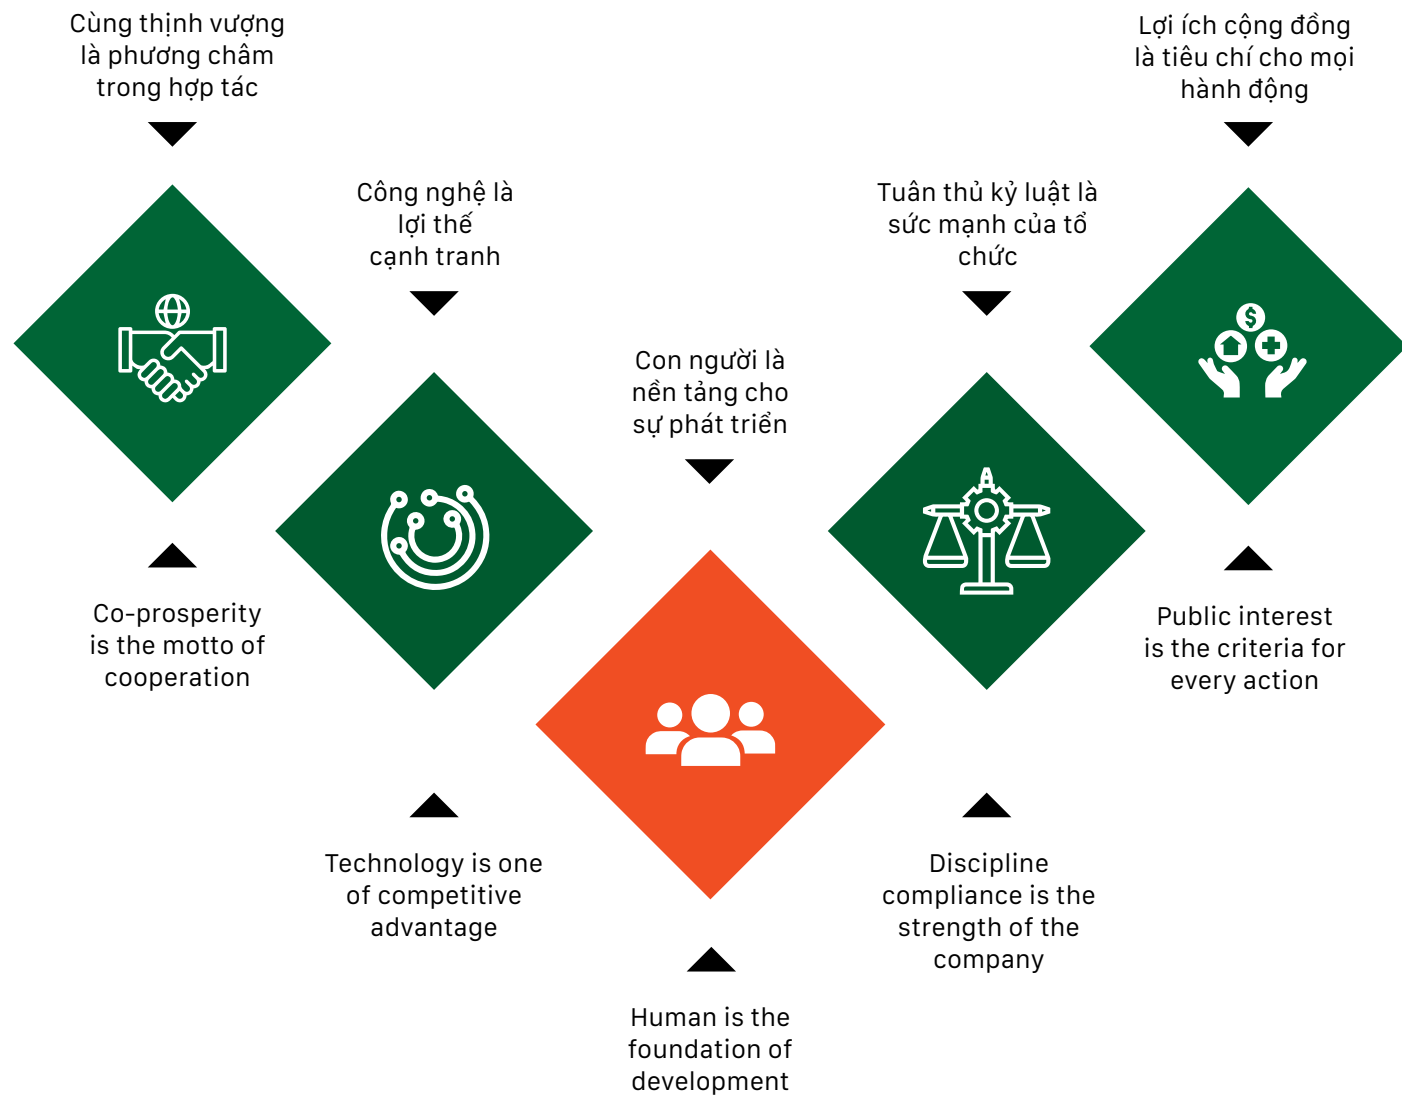 Cùng thịnh vượng
là phương châm
trong hợp tác
Co-prosperity
is the motto of
cooperation
Công nghệ là
lợi thế
cạnh tranh
Technology is one
of competitive
advantage
Con người là
nền tảng cho
sự phát triển
Human is the
foundation of
development
Tuân thủ kỷ luật là
sức mạnh của tổ
chức
Discipline
compliance is the
strength of the
company
Lợi ích cộng đồng
là tiêu chí cho mọi
hành động
$
Public interest
is the criteria for
every action